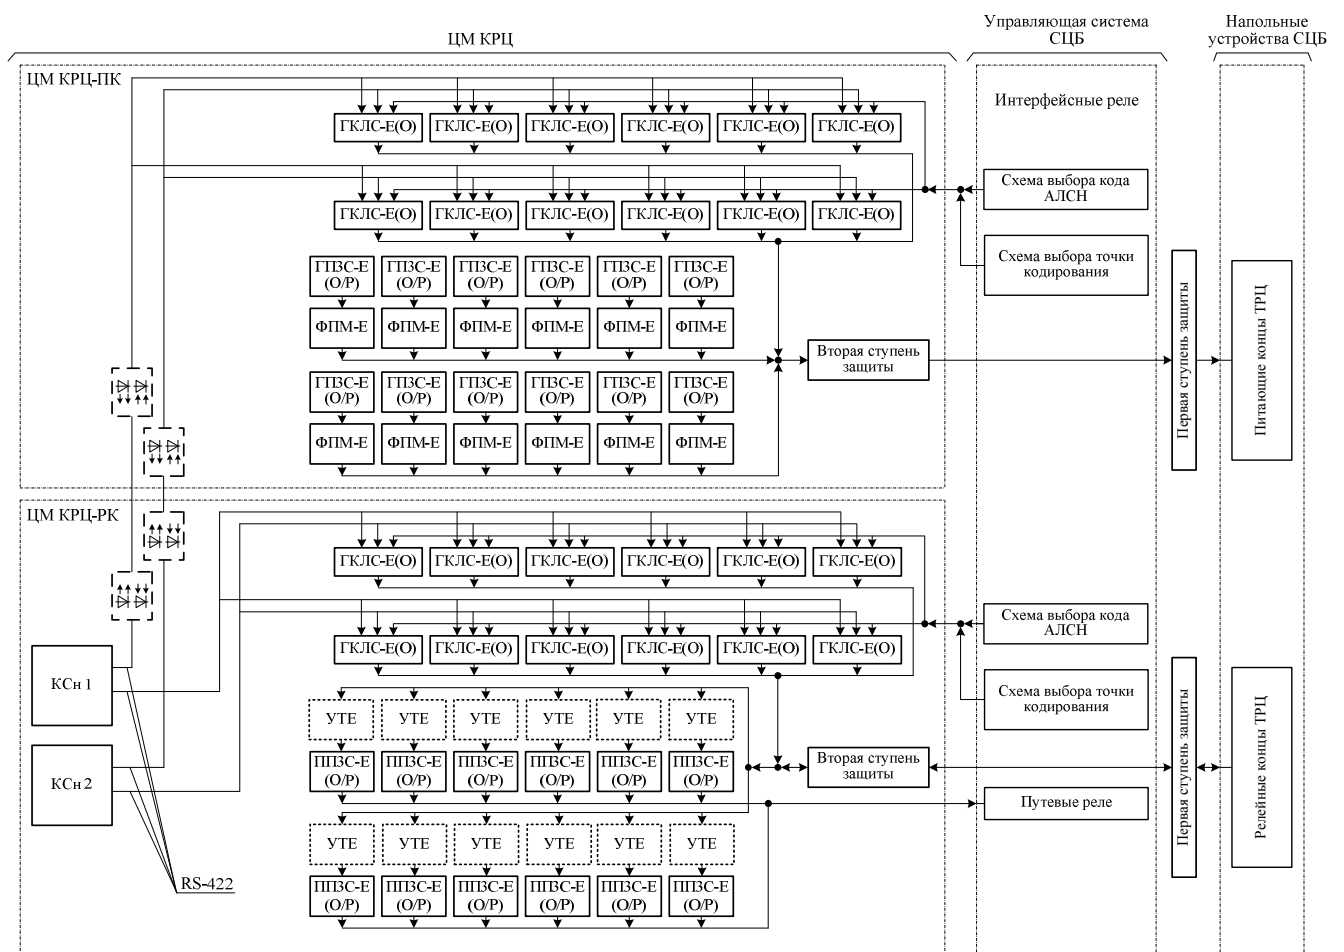 ЦМ КРЦ
Управляющая система
СЦБ
Напольные
устройства СЦБ
ЦМ КРЦ-ПК
Интерфейсные реле
ГКЛС-Е(О) ГКЛС-Е(О) ГКЛС-Е(О) ГКЛС-Е(О) ГКЛС-Е(О) ГКЛС-Е(О)
Схема выбора кода
АЛСН
ГКЛС-Е(О) ГКЛС-Е(О) ГКЛС-Е(О) ГКЛС-Е(О) ГКЛС-Е(О) ГКЛС-Е(О)
Схема выбора точки
кодирования
ГПЗС-Е ГПЗС-Е ГПЗС-Е ГПЗС-Е ГПЗС-Е ГПЗС-Е
(О/Р) (О/Р) (О/Р) (О/Р) (О/Р) (О/Р)
ФПМ-Е ФПМ-Е ФПМ-Е ФПМ-Е ФПМ-Е ФПМ-Е
Вторая ступень
защиты
Первая ступень защиты
Питающие концы ТРЦ
ГПЗС-Е ГПЗС-Е ГПЗС-Е ГПЗС-Е ГПЗС-Е ГПЗС-Е
(О/Р) (О/Р) (О/Р) (О/Р) (О/Р) (О/Р)
ФПМ-Е ФПМ-Е ФПМ-Е ФПМ-Е ФПМ-Е ФПМ-Е
ЦМ КРЦ-РК
ГКЛС-Е(О) ГКЛС-Е(О) ГКЛС-Е(О) ГКЛС-Е(О) ГКЛС-Е(О) ГКЛС-Е(О)
Схема выбора кода
АЛСН
ГКЛС-Е(О) ГКЛС-Е(О) ГКЛС-Е(О) ГКЛС-Е(О) ГКЛС-Е(О) ГКЛС-Е(О)
КСн 1
Схема выбора точки
кодирования
УТЕ УТЕ УТЕ УТЕ УТЕ УТЕ
КСн 2
ППЗС-Е ППЗС-Е ППЗС-Е ППЗС-Е ППЗС-Е ППЗС-Е
(О/Р) (О/Р) (О/Р) (О/Р) (О/Р) (О/Р)
Вторая ступень
защиты
Первая ступень защиты
Релейные концы ТРЦ
Путевые реле
УТЕ УТЕ УТЕ УТЕ УТЕ УТЕ
RS-422
ППЗС-Е ППЗС-Е ППЗС-Е ППЗС-Е ППЗС-Е ППЗС-Е
(О/Р) (О/Р) (О/Р) (О/Р) (О/Р) (О/Р)